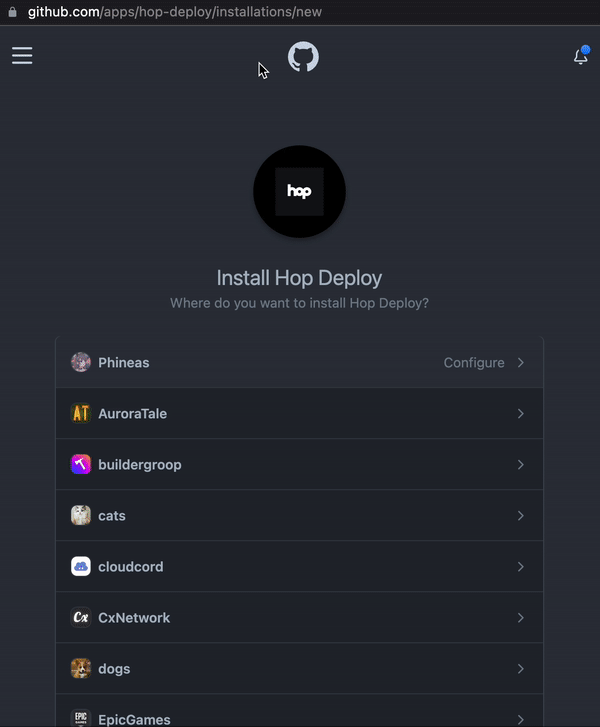 github.com/apps/hop-deploy/installations/new
hop
Install Hop Deploy
Where do you want to install Hop Deploy?
Phineas Configure
AT AuroraTale
buildergroop
cats
cloudcord
Cx CxNetwork
dogs
EPIC GAMES EpicGames